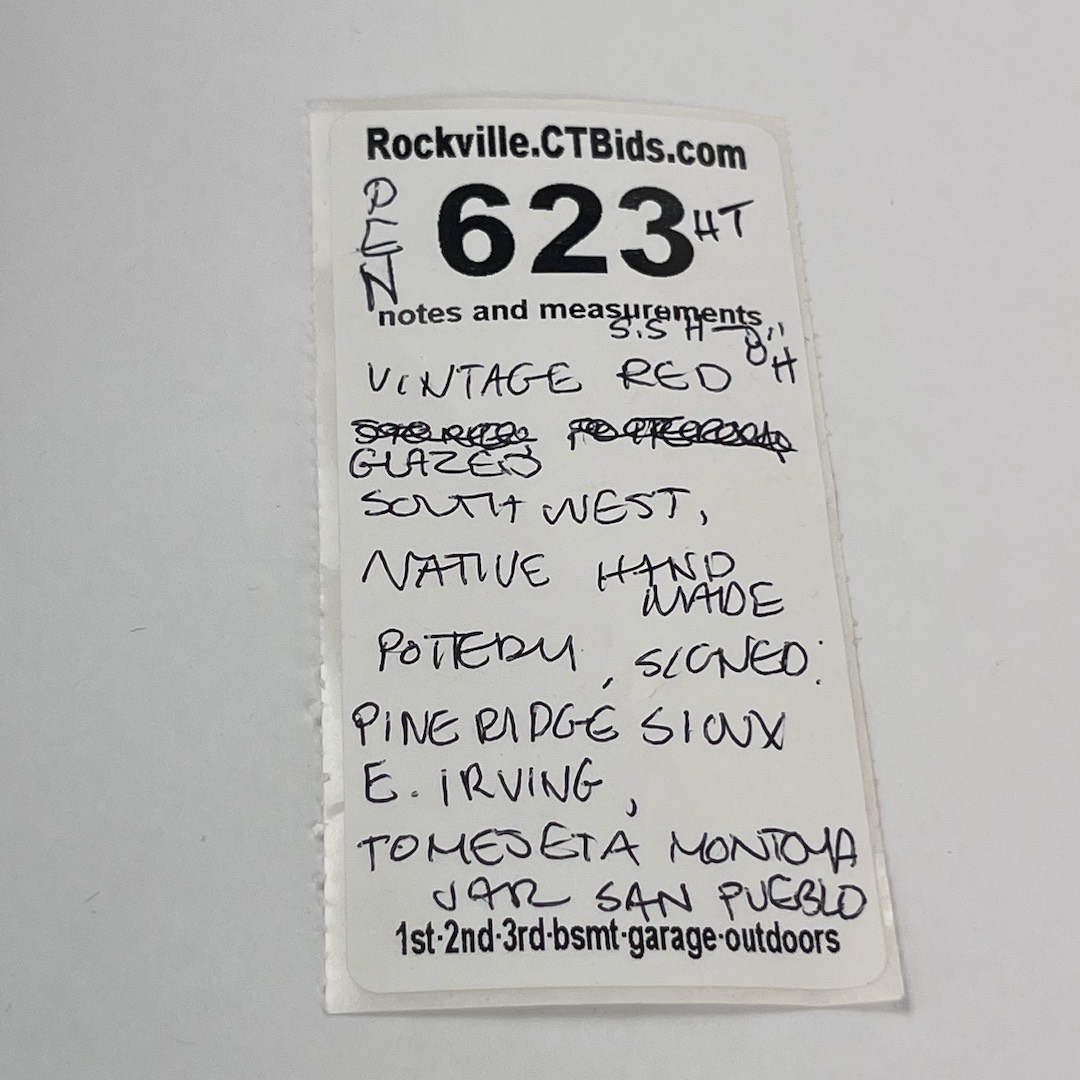 Rockville.CTBids.com
DEN
623 HT
notes and measurements
5.5 H - 8" H
VINTAGE RED
GLAZED
SOUTH WEST,
NATIVE HAND
MADE
POTTERY, SIGNED:
PINE RIDGE SIOUX
E. IRVING,
TOMESETA MONTOYA
JAR SAN PUEBLO
1st·2nd·3rd·bsmt·garage·outdoors